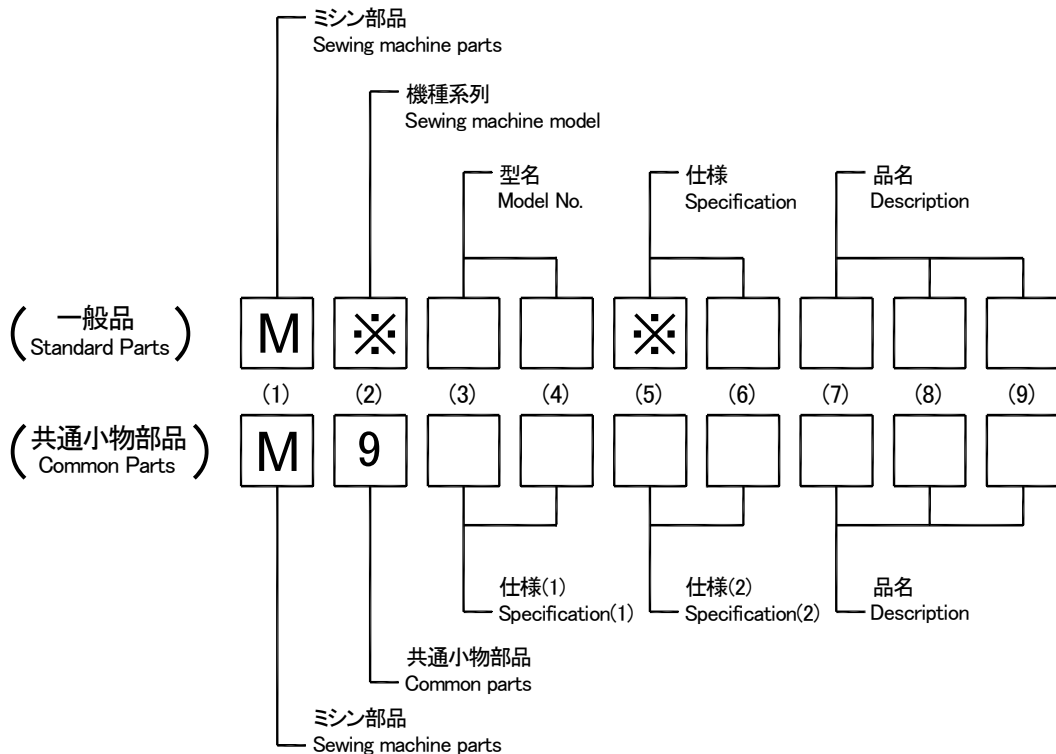 ミシン部品
Sewing machine parts
機種系列
Sewing machine model
型名
Model No.
仕様
Specification
品名
Description
(一般品
Standard Parts)
M ※ ※
(1) (2) (3) (4) (5) (6) (7) (8) (9)
(共通小物部品
Common Parts)
M 9
仕様(1)
Specification(1)
仕様(2)
Specification(2)
品名
Description
共通小物部品
Common parts
ミシン部品
Sewing machine parts